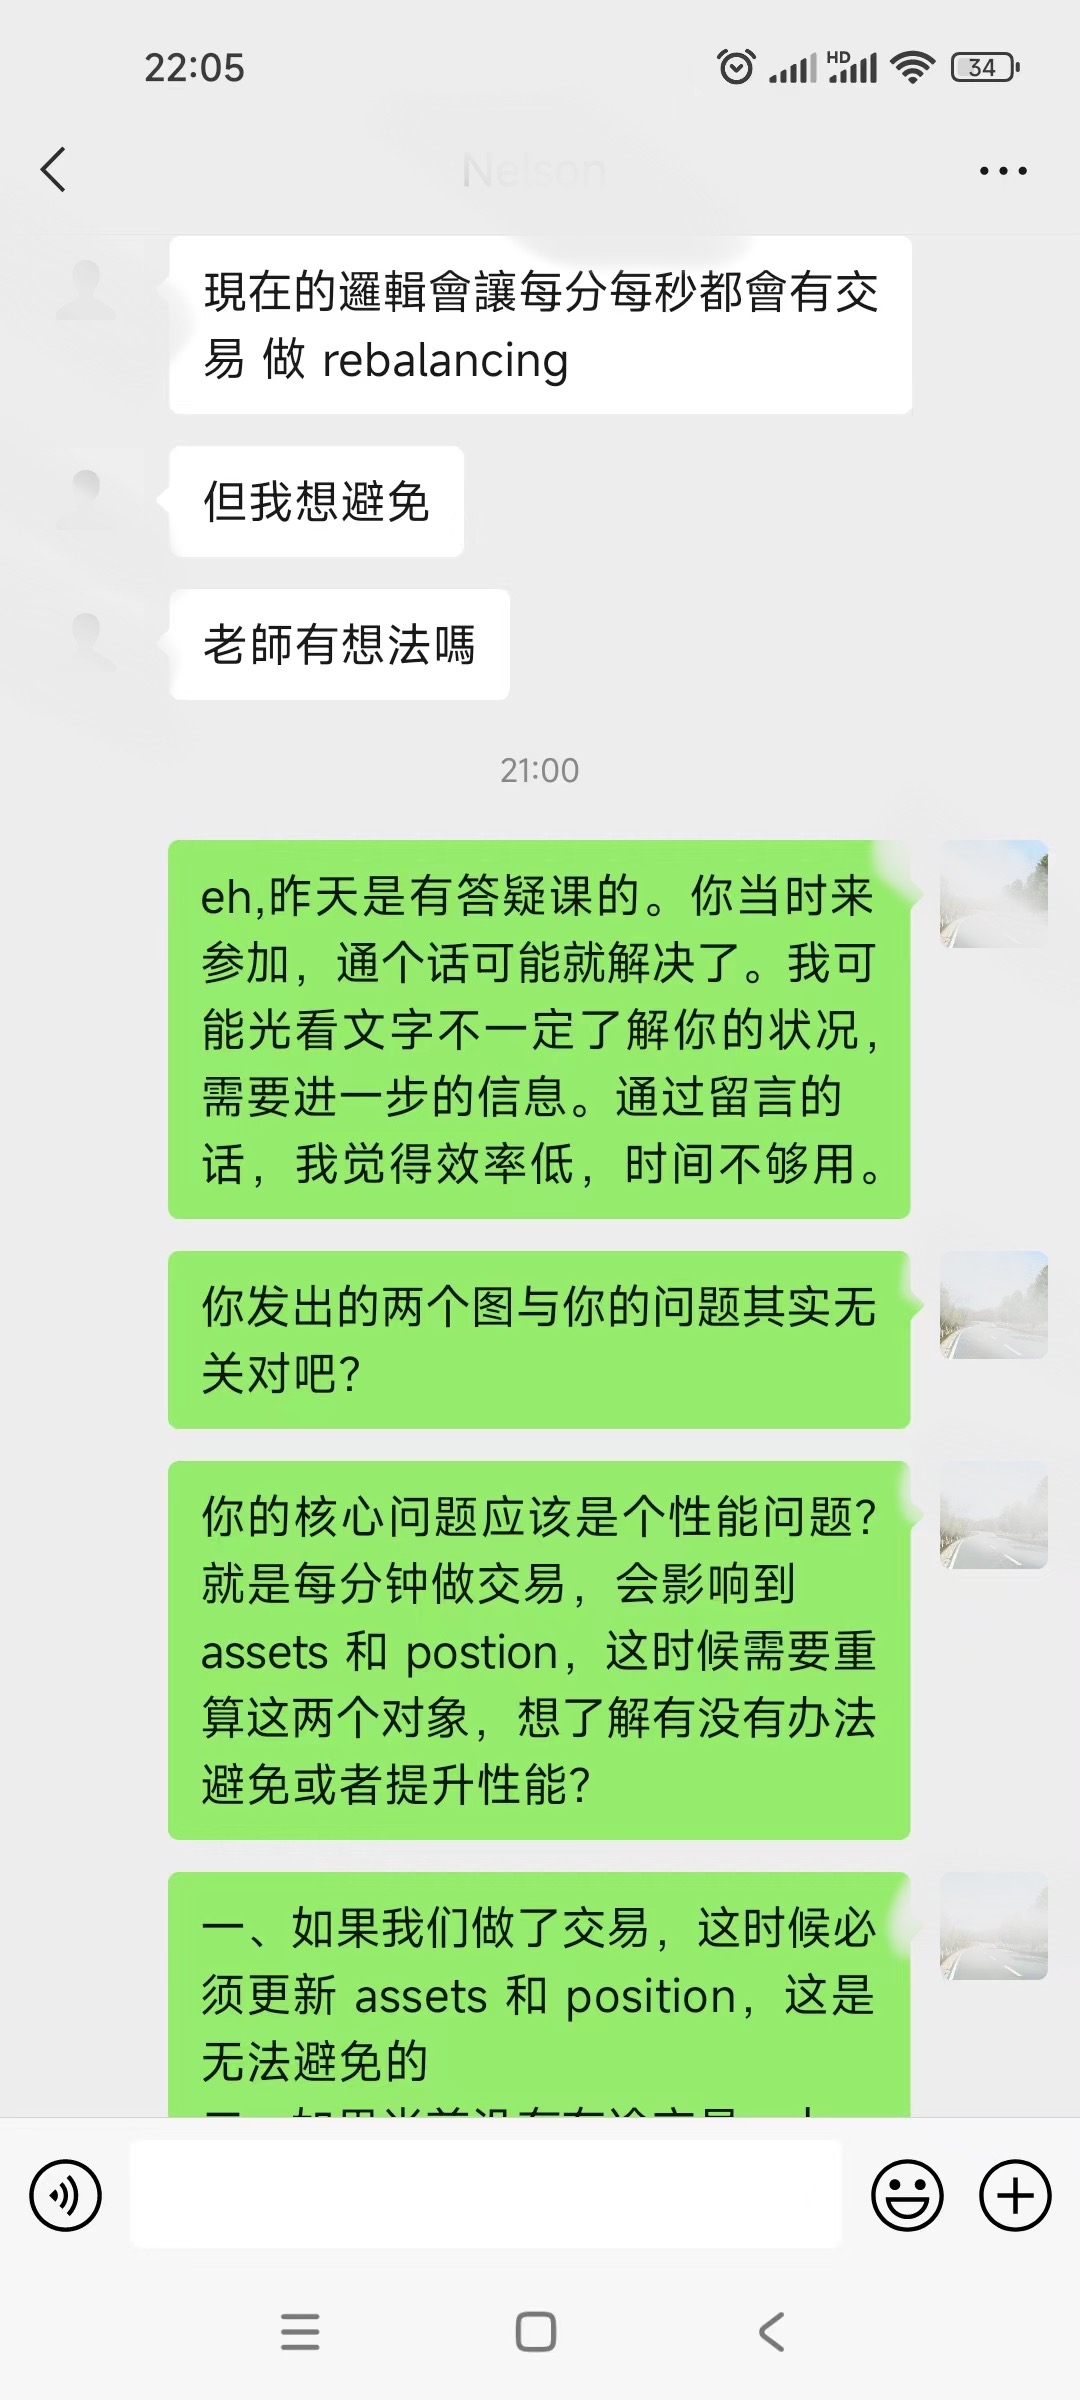 22:05
HD
34
Nelson
現在的邏輯會讓每分每秒都會有交
易 做 rebalancing
但我想避免
老師有想法嗎
21:00
eh,昨天是有答疑课的。你当时来
参加，通个话可能就解决了。我可
能光看文字不一定了解你的状况，
需要进一步的信息。通过留言的
话，我觉得效率低，时间不够用。
你发出的两个图与你的问题其实无
关对吧？
你的核心问题应该是个性能问题？
就是每分钟做交易，会影响到
assets 和 postion，这时候需要重
算这两个对象，想了解有没有办法
避免或者提升性能？
一、如果我们做了交易，这时候必
须更新 assets 和 position，这是
无法避免的